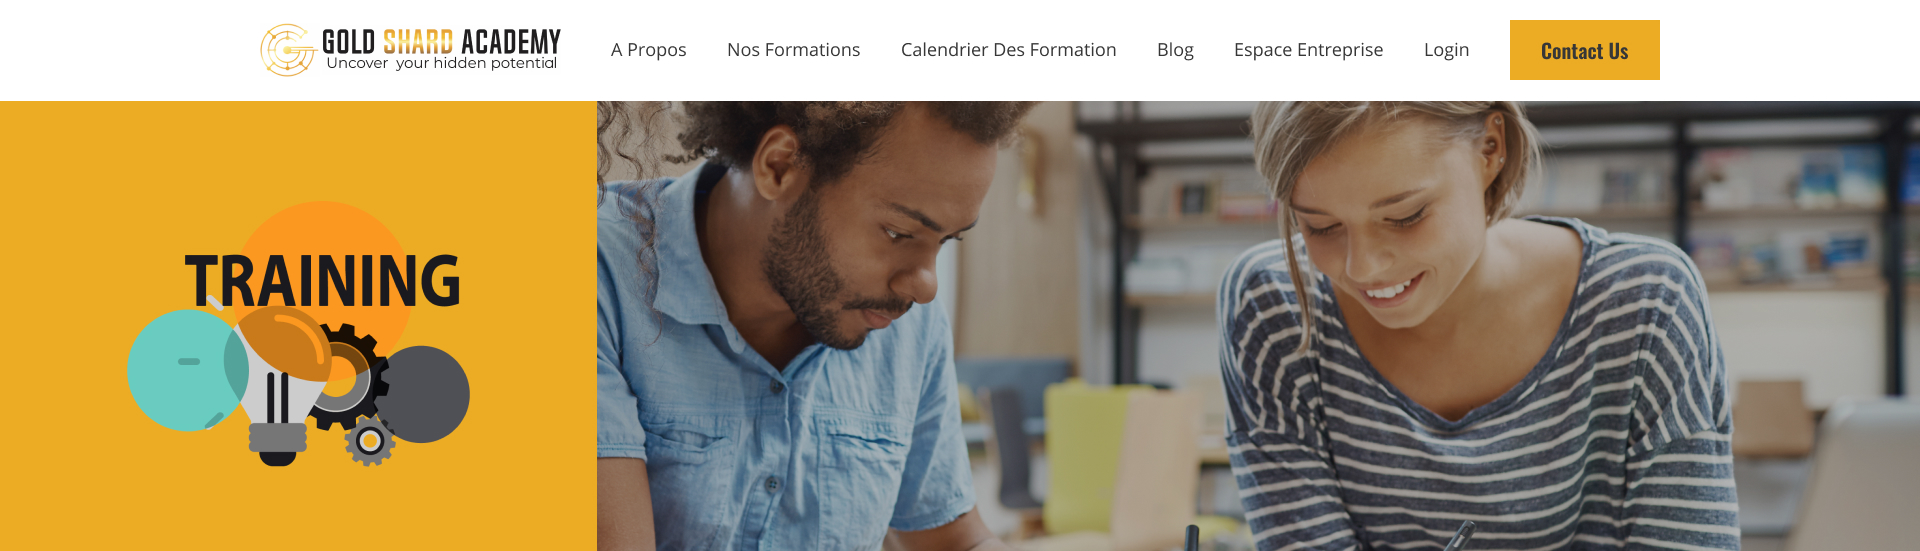 GOLD SHARD ACADEMY
Uncover your hidden potential
A Propos
Nos Formations
Calendrier Des Formation
Blog
Espace Entreprise
Login
Contact Us
TRAINING